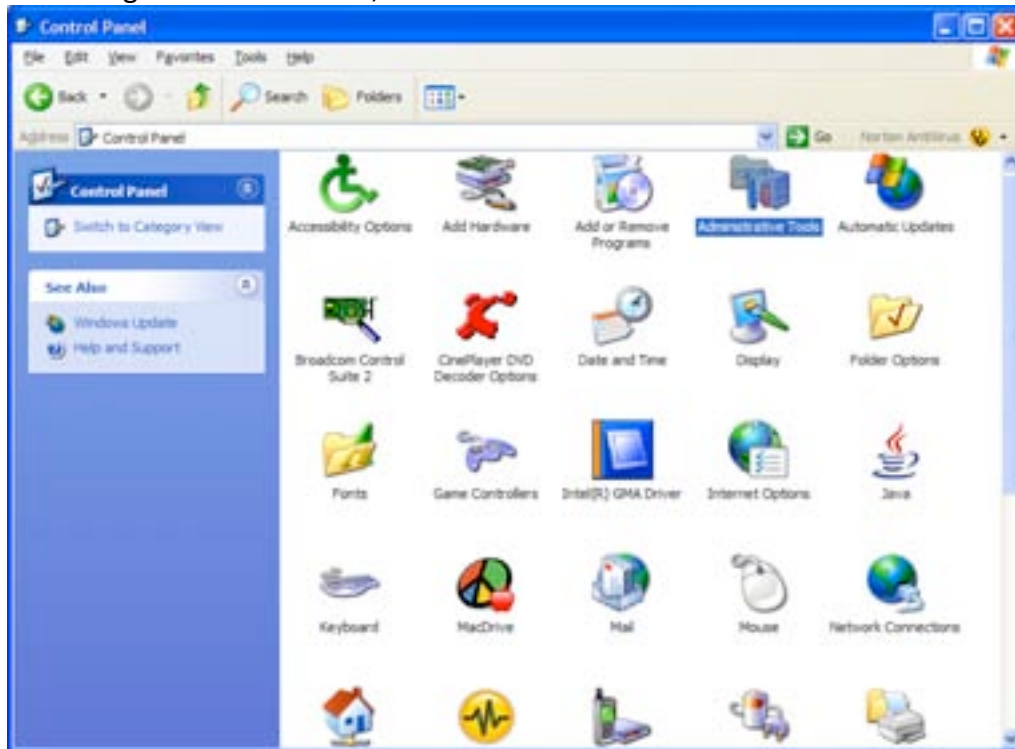 Control Panel
File Edit View Favorites Tools Help
Back Search Folders
Address Control Panel Go Norton AntiVirus
Control Panel
Switch to Category View
See Also
Windows Update
Help and Support
Accessibility Options Add Hardware Add or Remove Programs Administrative Tools Automatic Updates
Broadcom Control Suite 2 CinePlayer DVD Decoder Options Date and Time Display Folder Options
Fonts Game Controllers Intel(R) GMA Driver Internet Options Java
Keyboard MacDrive Mail Mouse Network Connections